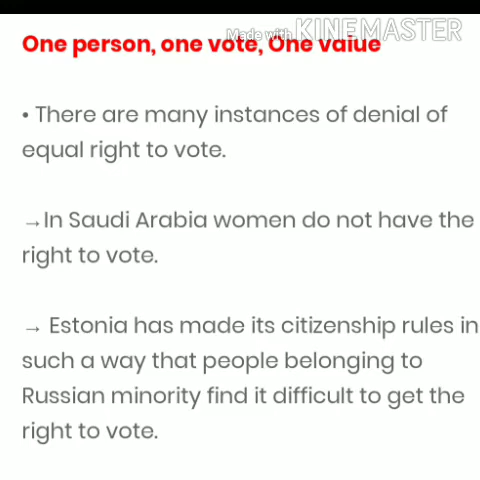 Made with KINEMASTER
One person, one vote, One value
• There are many instances of denial of
equal right to vote.
→In Saudi Arabia women do not have the
right to vote.
→ Estonia has made its citizenship rules in
such a way that people belonging to
Russian minority find it difficult to get the
right to vote.